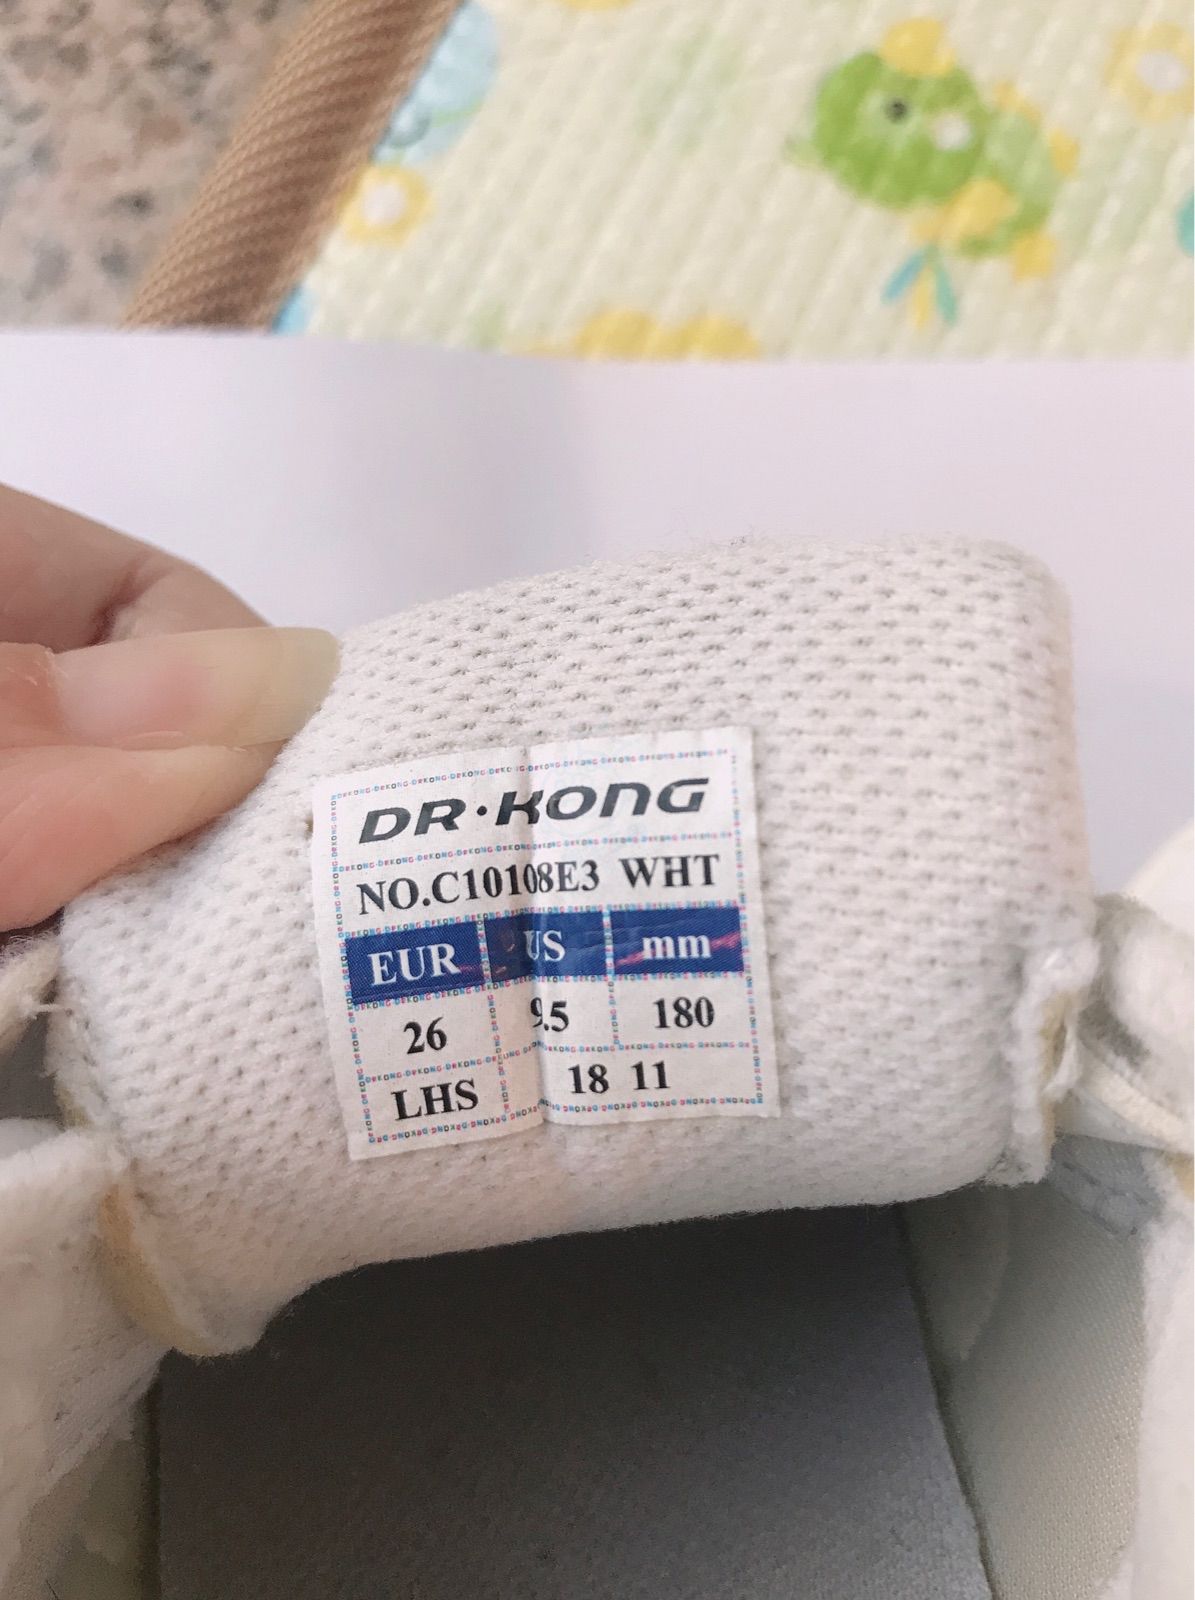 DR·KONG
NO.C10108E3 WHT
EUR US mm
26 9.5 180
LHS 18 11